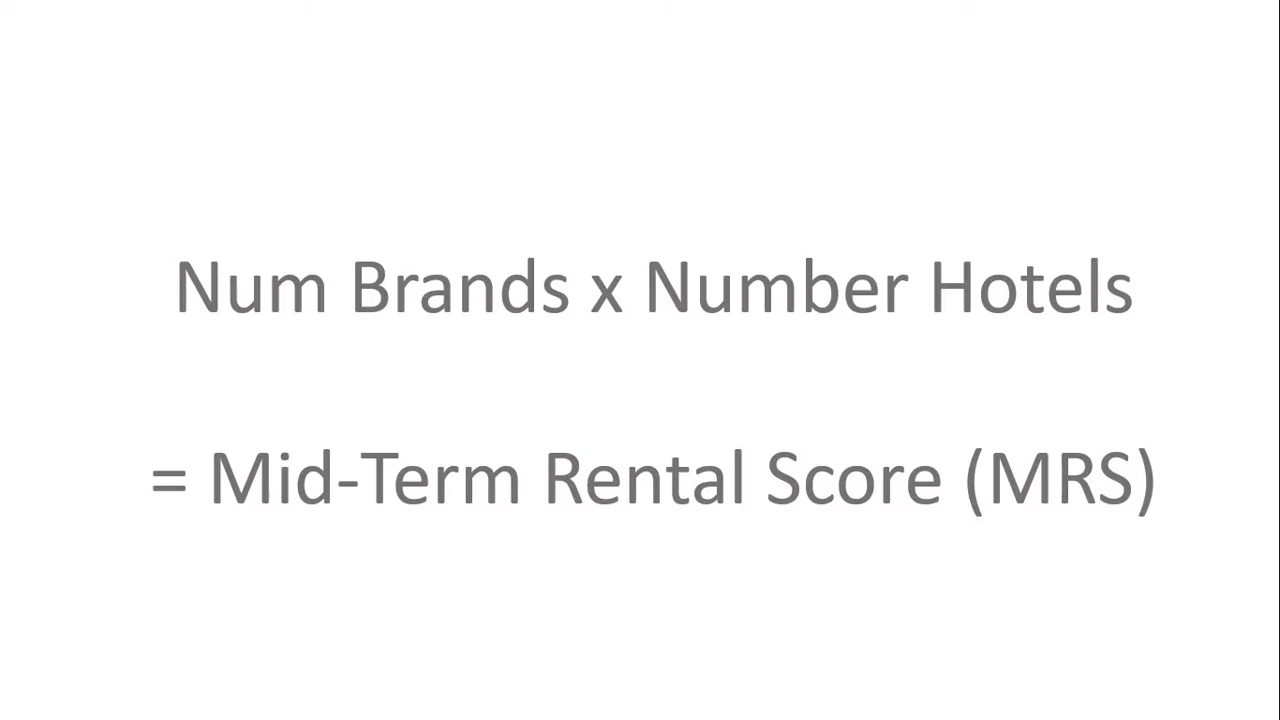 Num Brands x Number Hotels
= Mid-Term Rental Score (MRS)